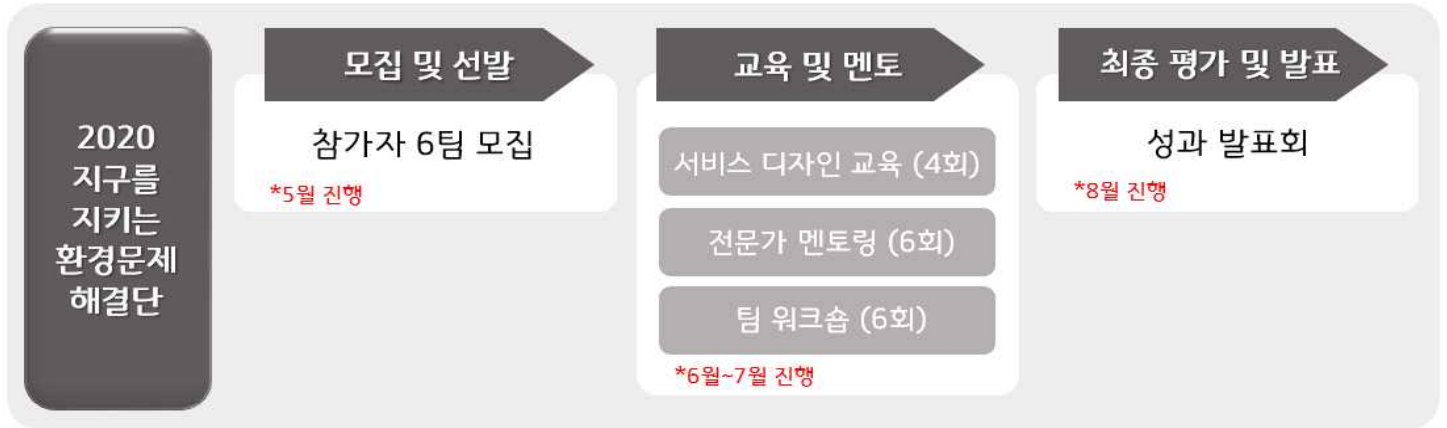 2020
지구를
지키는
환경문제
해결단
모집 및 선발
참가자 6팀 모집
*5월 진행
교육 및 멘토
서비스 디자인 교육 (4회)
전문가 멘토링 (6회)
팀 워크숍 (6회)
*6월~7월 진행
최종 평가 및 발표
성과 발표회
*8월 진행